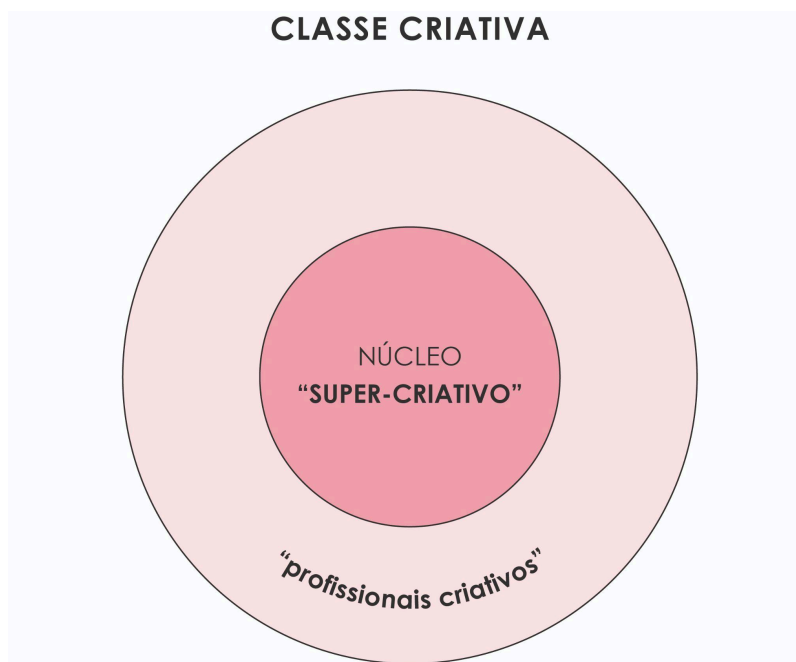 CLASSE CRIATIVA
NÚCLEO
“SUPER-CRIATIVO”
“profissionais criativos”